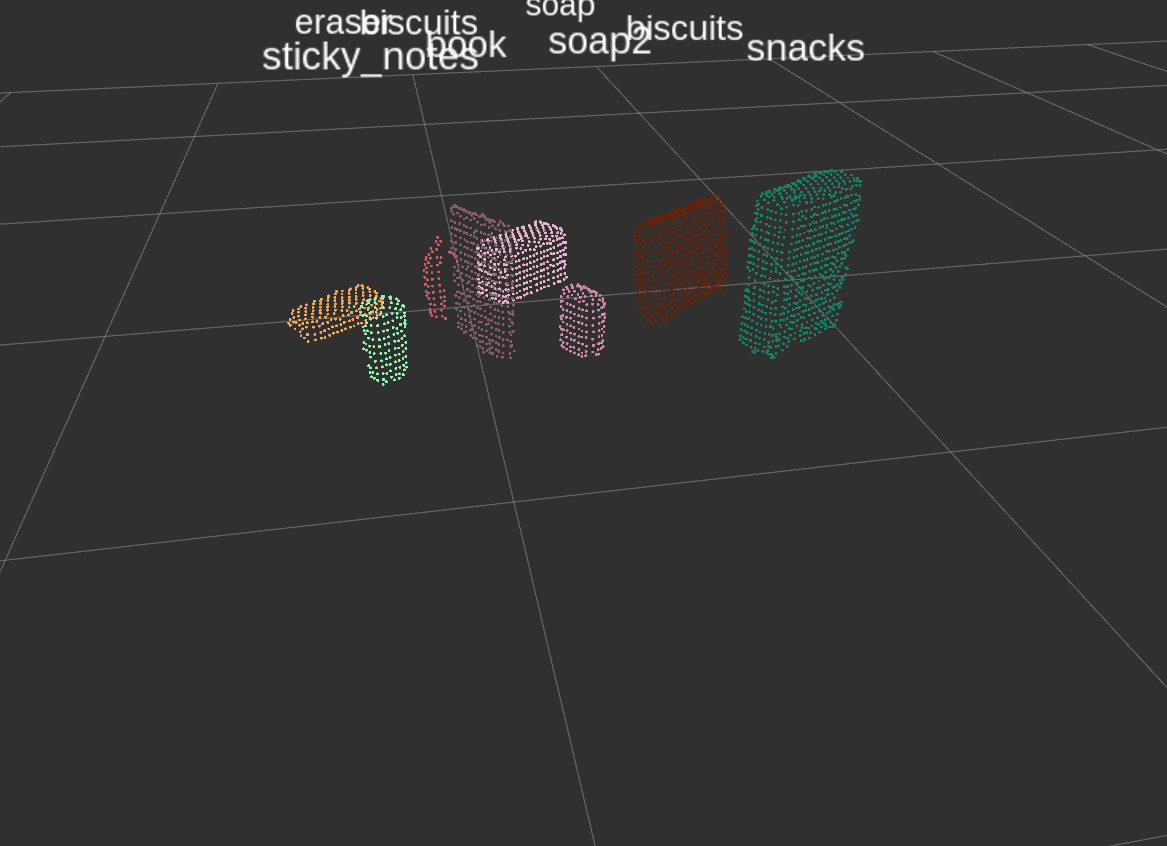 soap
eraser
biscuits
biscuits
book
soap2
snacks
sticky_notes